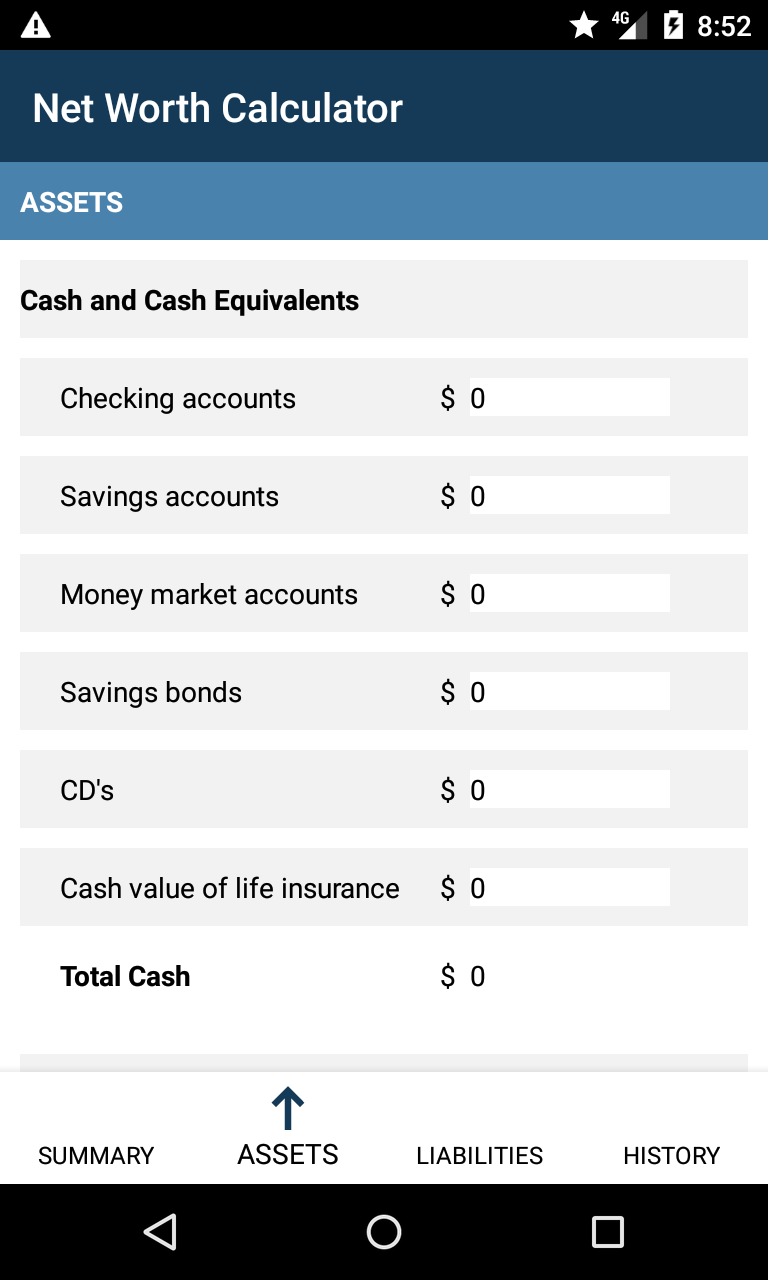 4G 8:52
Net Worth Calculator
ASSETS
Cash and Cash Equivalents
Checking accounts $ 0
Savings accounts $ 0
Money market accounts $ 0
Savings bonds $ 0
CD's $ 0
Cash value of life insurance $ 0
Total Cash $ 0
SUMMARY ASSETS LIABILITIES HISTORY